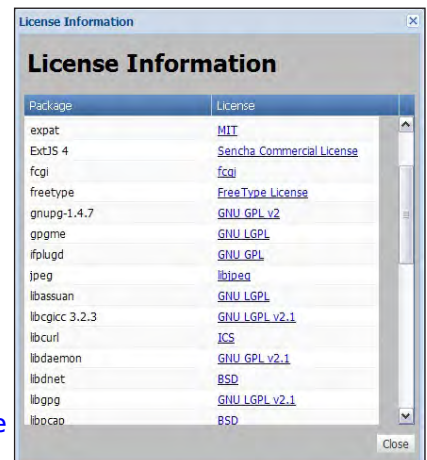 License Information
License Information
Package License
expat MIT
ExtJS 4 Sencha Commercial License
fcgi fcgi
freetype FreeType License
gnupg-1.4.7 GNU GPL v2
gpgme GNU LGPL
ifplugd GNU GPL
jpeg libjpeg
libassuan GNU LGPL
libcgicc 3.2.3 GNU LGPL v2.1
libcurl ICS
libdaemon GNU GPL v2.1
libdnet BSD
libgpg GNU LGPL v2.1
libpcap BSD
e
Close